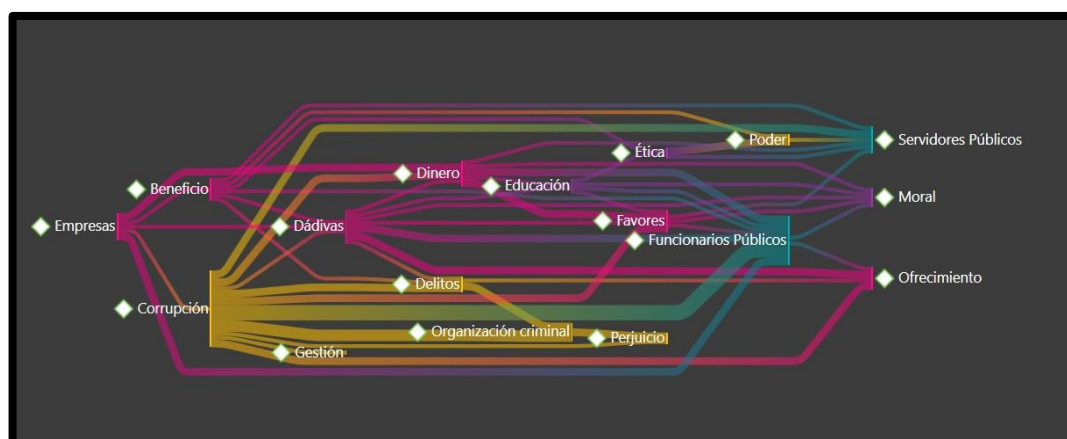 Empresas
Beneficio
Corrupción
Dádivas
Gestión
Dinero
Delitos
Organización criminal
Educación
Favores
Perjuicio
Ética
Funcionarios Públicos
Poder
Servidores Públicos
Moral
Ofrecimiento